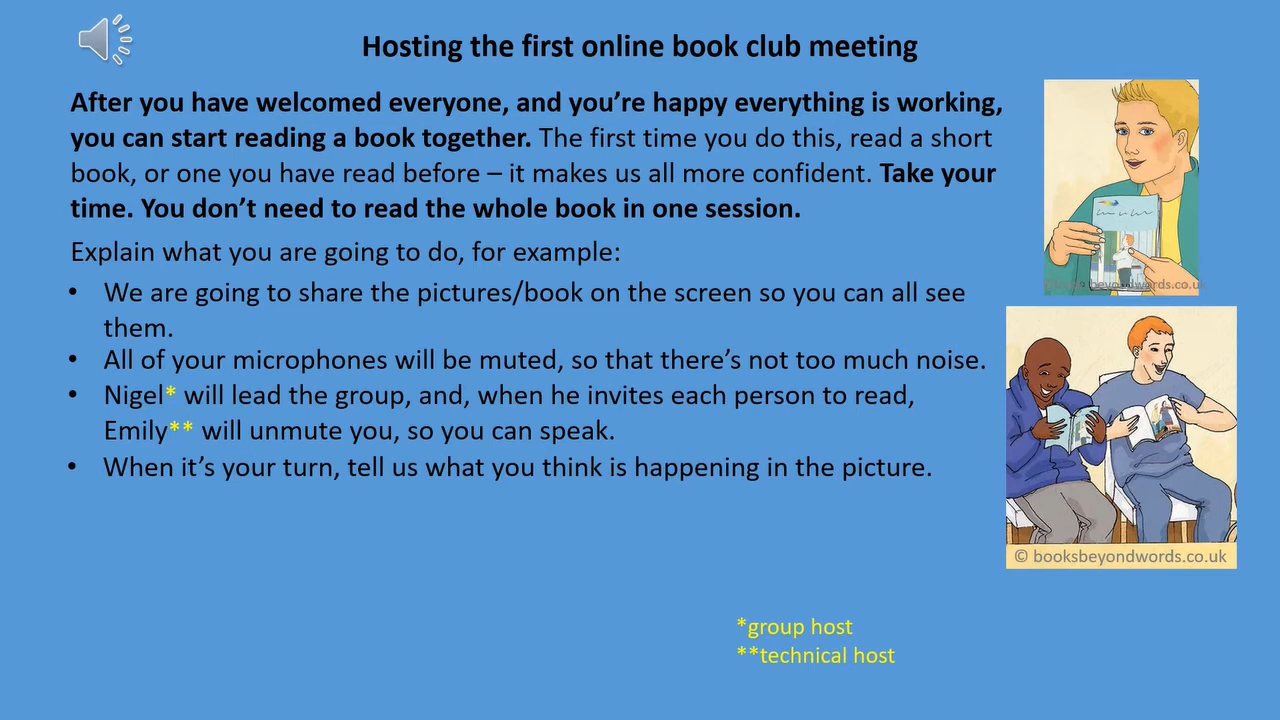 Hosting the first online book club meeting
After you have welcomed everyone, and you’re happy everything is working,
you can start reading a book together. The first time you do this, read a short
book, or one you have read before – it makes us all more confident. Take your
time. You don’t need to read the whole book in one session.
Explain what you are going to do, for example:
• We are going to share the pictures/book on the screen so you can all see
them.
• All of your microphones will be muted, so that there’s not too much noise.
• Nigel* will lead the group, and, when he invites each person to read,
Emily** will unmute you, so you can speak.
• When it’s your turn, tell us what you think is happening in the picture.
© booksbeyondwords.co.uk
© booksbeyondwords.co.uk
*group host
**technical host